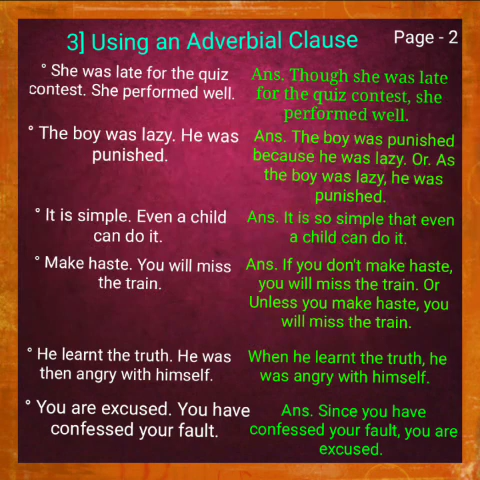 3] Using an Adverbial Clause
Page - 2
° She was late for the quiz
contest. She performed well.
Ans. Though she was late
for the quiz contest, she
performed well.
° The boy was lazy. He was
punished.
Ans. The boy was punished
because he was lazy. Or. As
the boy was lazy, he was
punished.
° It is simple. Even a child
can do it.
Ans. It is so simple that even
a child can do it.
° Make haste. You will miss
the train.
Ans. If you don't make haste,
you will miss the train. Or
Unless you make haste, you
will miss the train.
° He learnt the truth. He was
then angry with himself.
When he learnt the truth, he
was angry with himself.
° You are excused. You have
confessed your fault.
Ans. Since you have
confessed your fault, you are
excused.